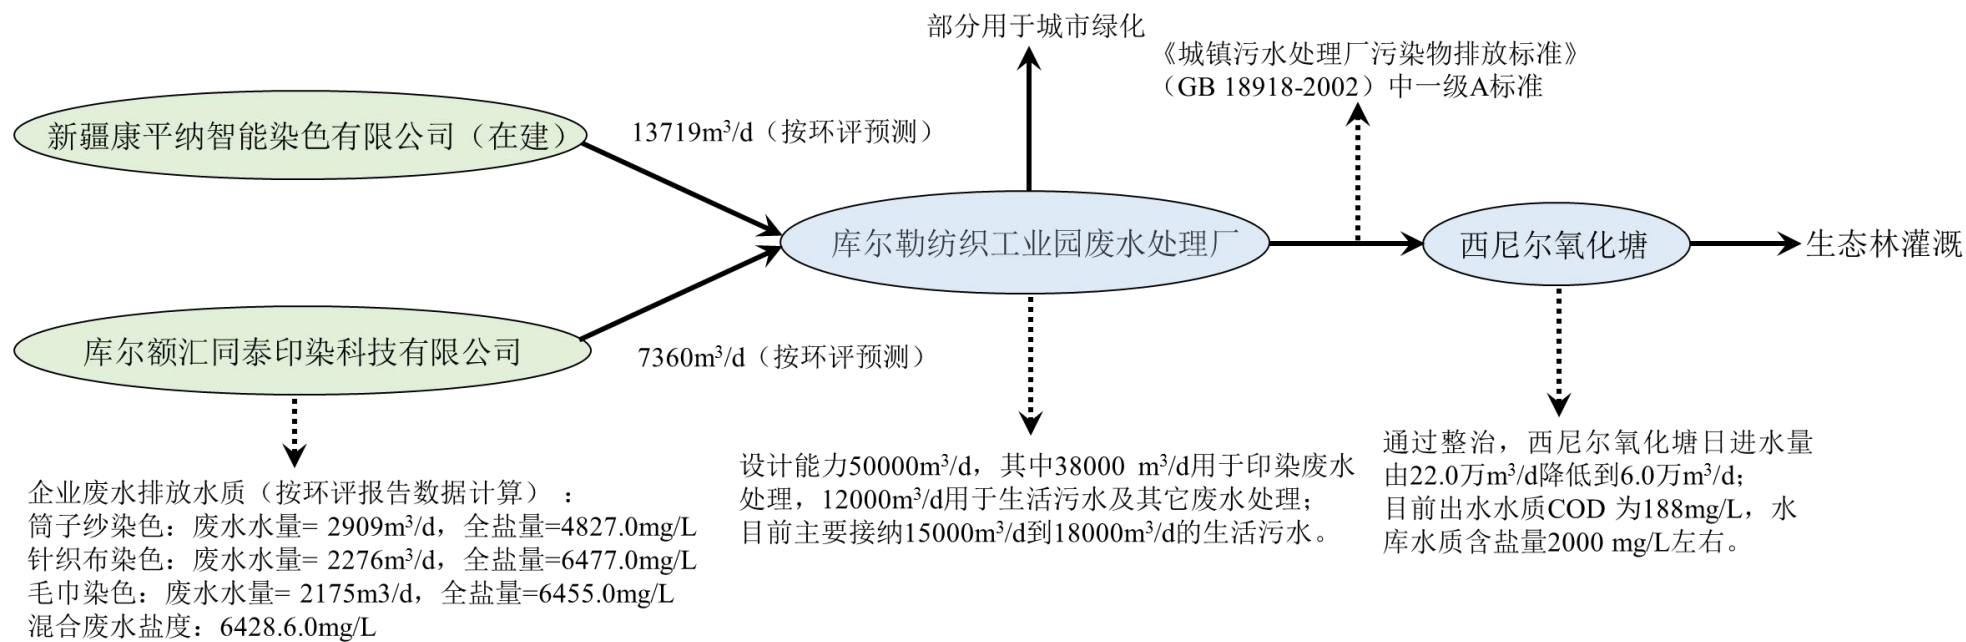 部分用于城市绿化
《城镇污水处理厂污染物排放标准》
（GB 18918-2002）中一级A标准
新疆康平纳智能染色有限公司（在建）
13719m³/d（按环评预测）
库尔勒纺织工业园废水处理厂
西尼尔氧化塘
生态林灌溉
库尔额汇同泰印染科技有限公司
7360m³/d（按环评预测）
企业废水排放水质（按环评报告数据计算）：
筒子纱染色：废水水量= 2909m³/d，全盐量=4827.0mg/L
针织布染色：废水水量= 2276m³/d，全盐量=6477.0mg/L
毛巾染色：废水水量= 2175m3/d，全盐量=6455.0mg/L
混合废水盐度：6428.6.0mg/L
设计能力50000m³/d，其中38000 m³/d用于印染废水
处理，12000m³/d用于生活污水及其它废水处理；
目前主要接纳15000m³/d到18000m³/d的生活污水。
通过整治，西尼尔氧化塘日进水量
由22.0万m³/d降低到6.0万m³/d；
目前出水水质COD 为188mg/L，水
库水质含盐量2000 mg/L左右。